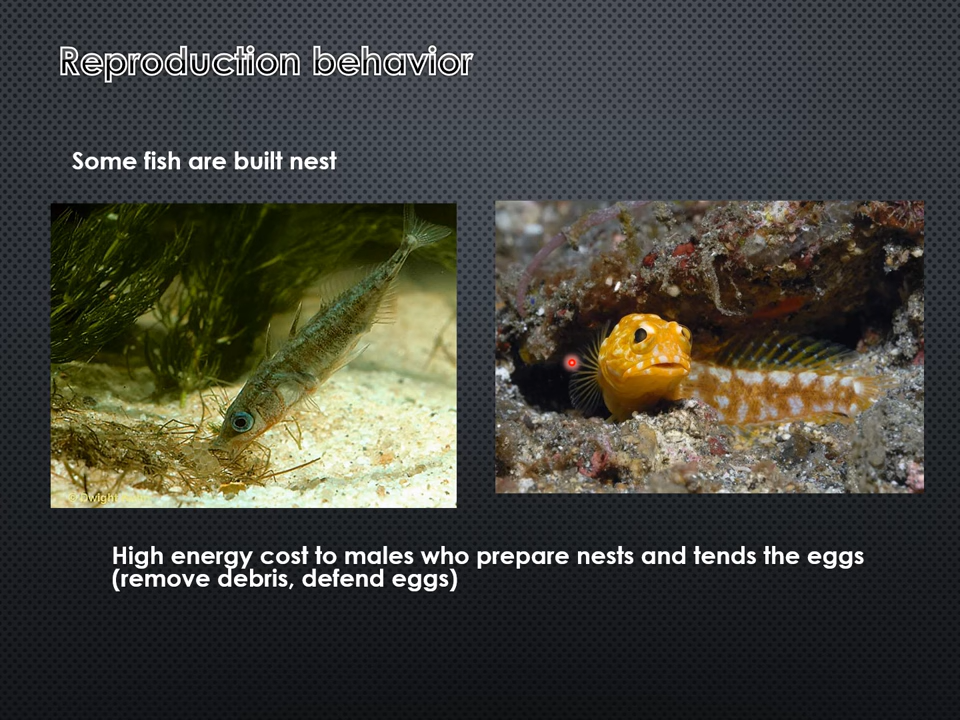 Reproduction behavior
Some fish are built nest
© Dwight
High energy cost to males who prepare nests and tends the eggs
(remove debris, defend eggs)